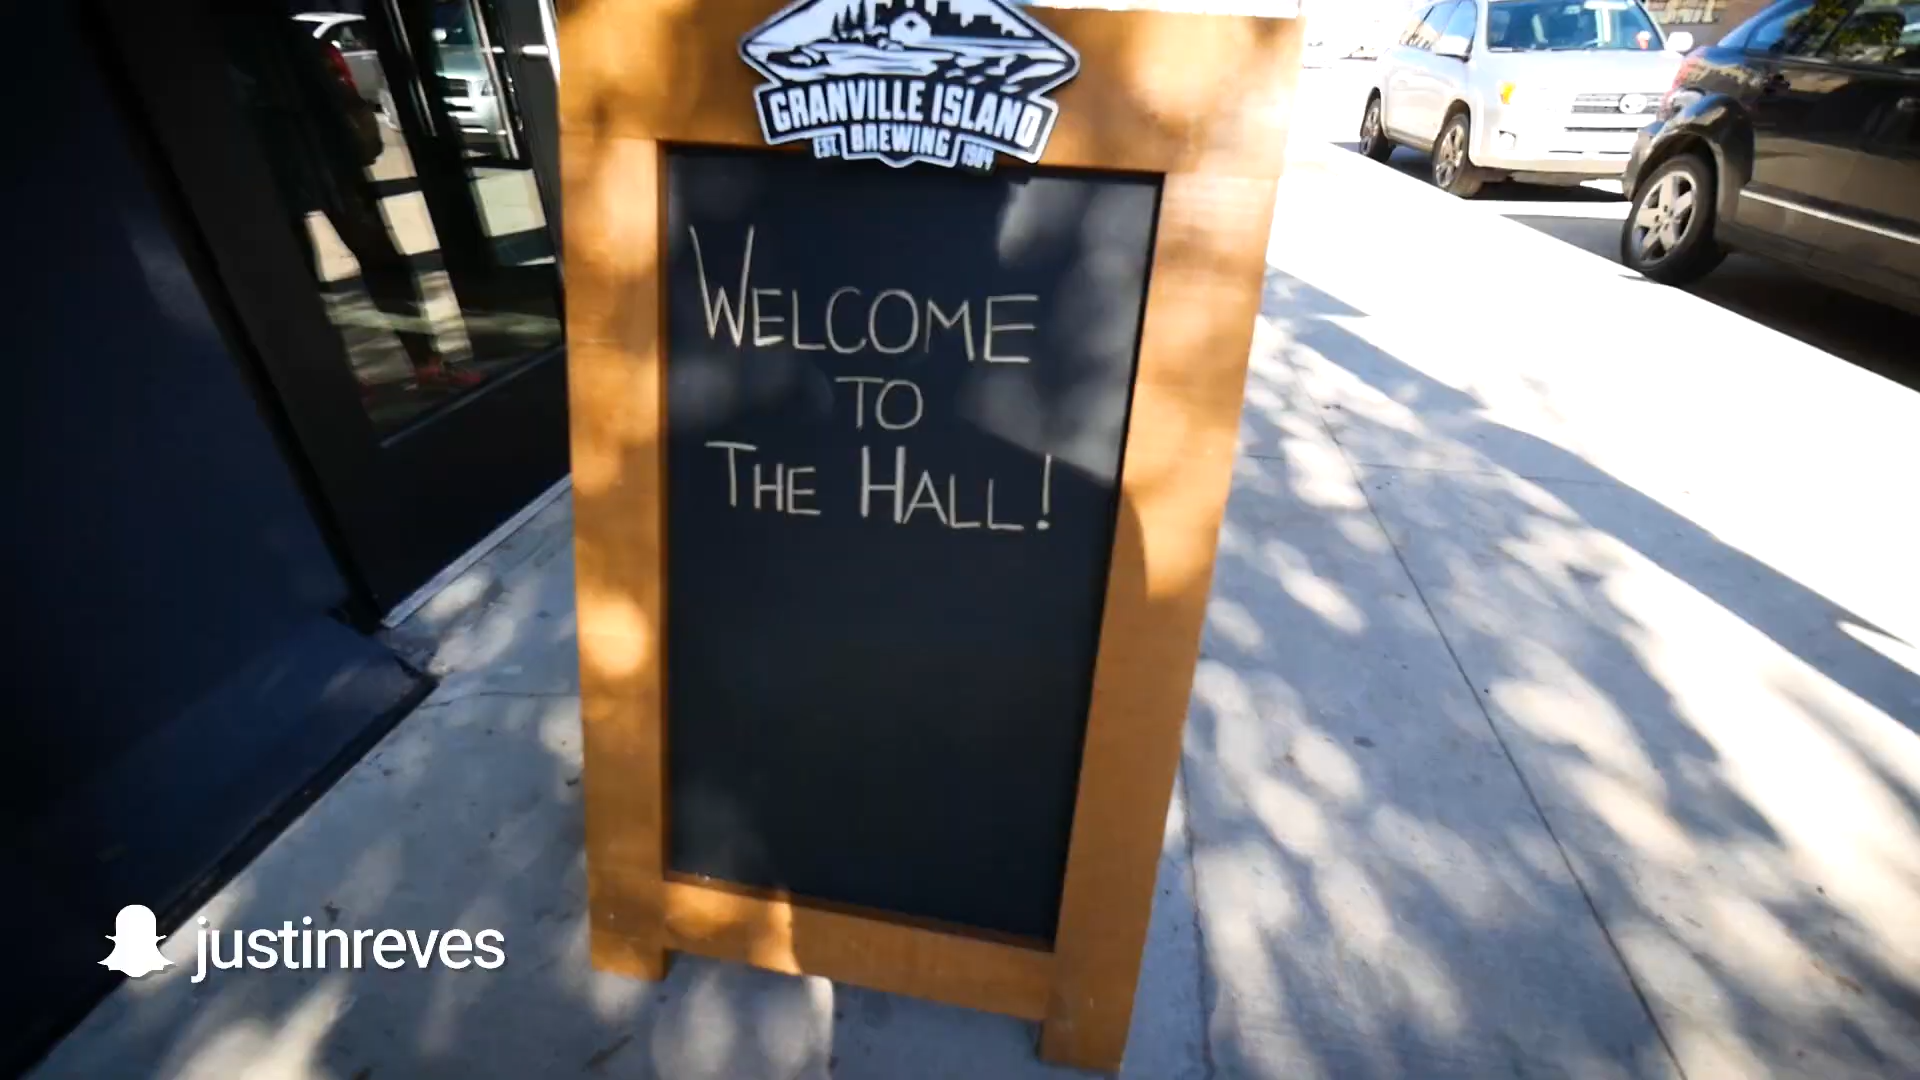 GRANVILLE ISLAND
EST. BREWING 1984
WELCOME
TO
THE HALL!
justinreves